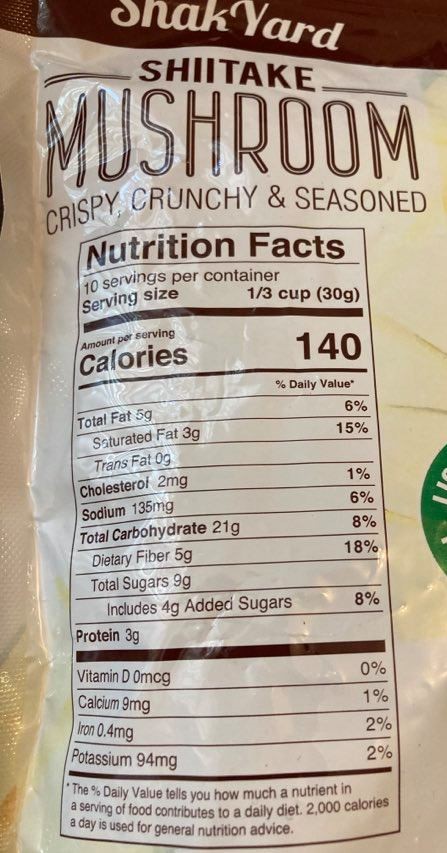 ShakYard
SHIITAKE
MUSHROOM
CRISPY, CRUNCHY & SEASONED
Nutrition Facts
10 servings per container
Serving size 1/3 cup (30g)
Amount per serving
Calories 140
% Daily Value*
Total Fat 5g 6%
Saturated Fat 3g 15%
Trans Fat 0g
Cholesterol 2mg 1%
Sodium 135mg 6%
Total Carbohydrate 21g 8%
Dietary Fiber 5g 18%
Total Sugars 9g
Includes 4g Added Sugars 8%
Protein 3g
Vitamin D 0mcg 0%
Calcium 9mg 1%
Iron 0.4mg 2%
Potassium 94mg 2%
* The % Daily Value tells you how much a nutrient in
a serving of food contributes to a daily diet. 2,000 calories
a day is used for general nutrition advice.